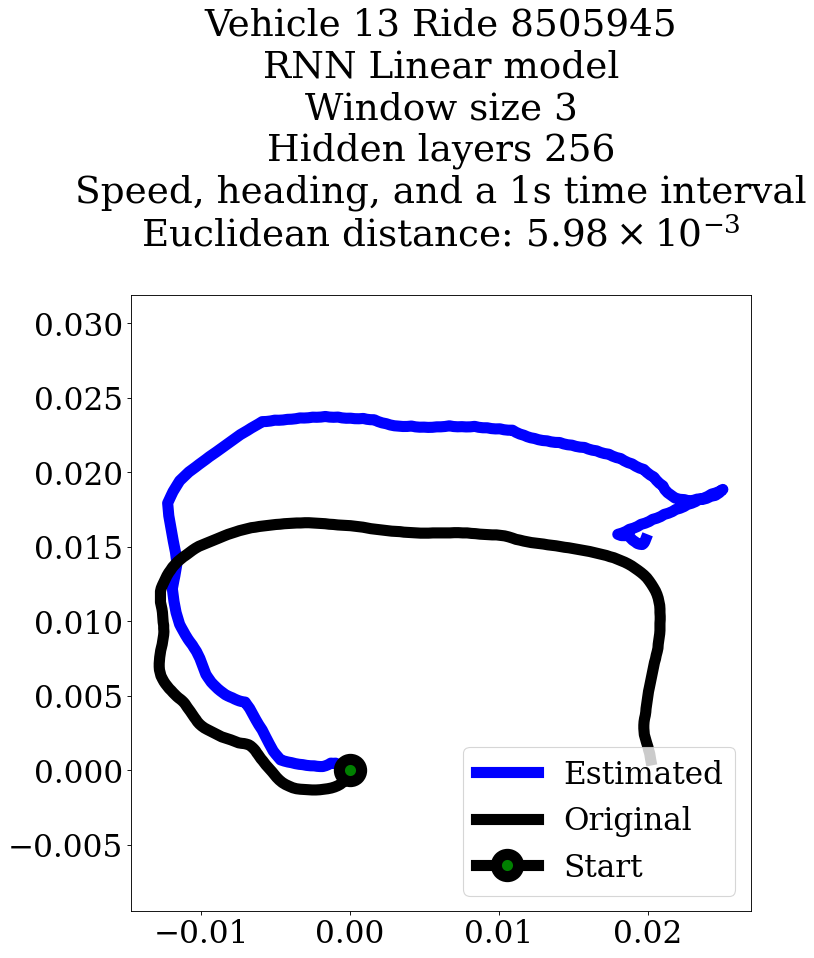 Vehicle 13 Ride 8505945
RNN Linear model
Window size 3
Hidden layers 256
Speed, heading, and a 1s time interval
Euclidean distance: 5.98 × 10⁻³
0.030
0.025
0.020
0.015
0.010
0.005
0.000
−0.005
−0.01 0.00 0.01 0.02
Estimated
Original
Start